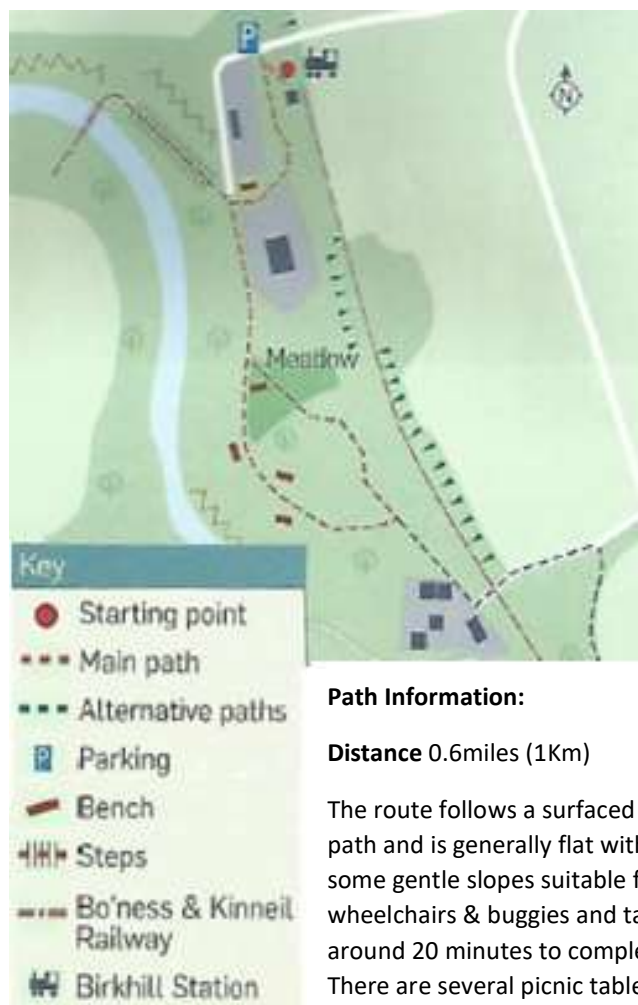 P
N
Meadow
Key
Starting point
Main path
Alternative paths
P Parking
Bench
Steps
Bo'ness & Kinneil
Railway
Birkhill Station
Path Information:
Distance 0.6miles (1Km)
The route follows a surfaced
path and is generally flat with
some gentle slopes suitable f
wheelchairs & buggies and ta
around 20 minutes to comple
There are several picnic table